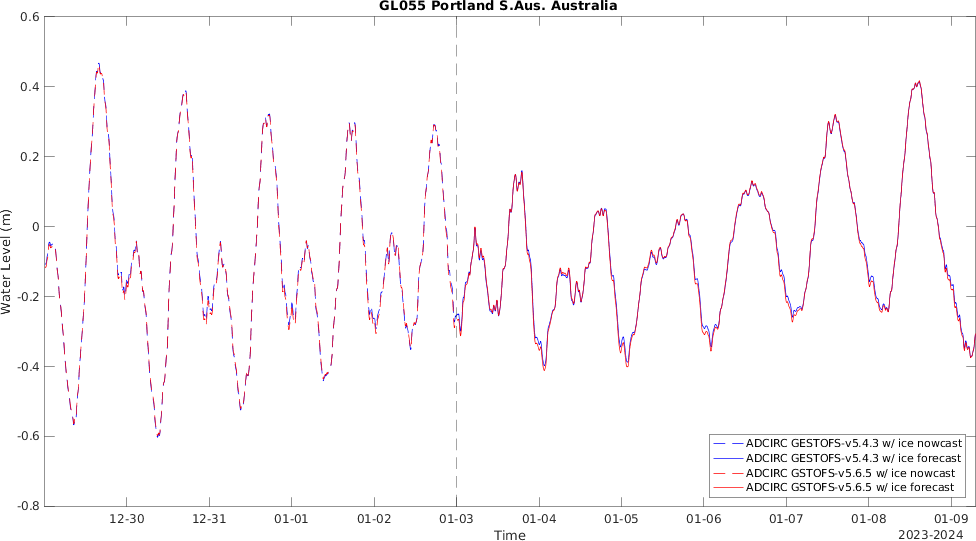 GL055 Portland S.Aus. Australia
0.6
0.4
0.2
0
-0.2
-0.4
-0.6
-0.8
Water Level (m)
ADCIRC GESTOFS-v5.4.3 w/ ice nowcast
ADCIRC GESTOFS-v5.4.3 w/ ice forecast
ADCIRC GSTOFS-v5.6.5 w/ ice nowcast
ADCIRC GSTOFS-v5.6.5 w/ ice forecast
12-30 12-31 01-01 01-02 01-03 01-04 01-05 01-06 01-07 01-08 01-09
Time
2023-2024